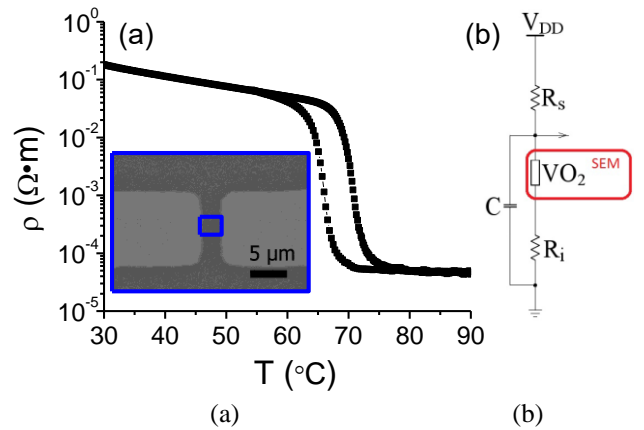 (a)
(b)
10⁰
10⁻¹
10⁻²
10⁻³
10⁻⁴
10⁻⁵
ρ (Ω•m)
5 µm
30 40 50 60 70 80 90
T (°C)
V_DD
R_s
VO₂ SEM
C
R_i
(a) (b)